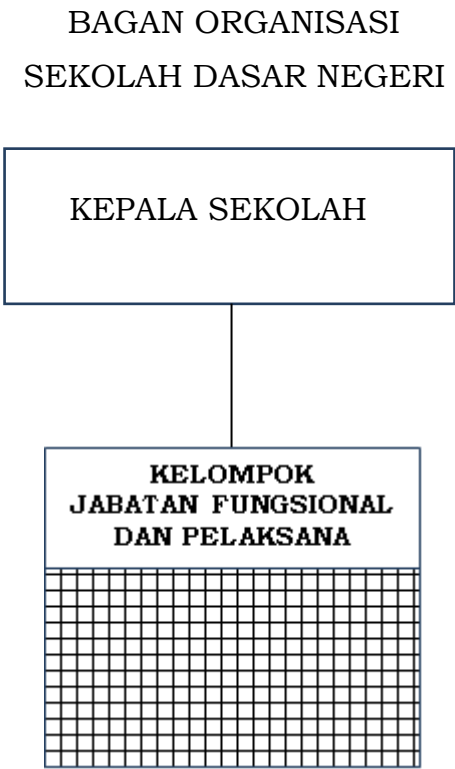 BAGAN ORGANISASI
SEKOLAH DASAR NEGERI
KEPALA SEKOLAH
KELOMPOK
JABATAN FUNGSIONAL
DAN PELAKSANA